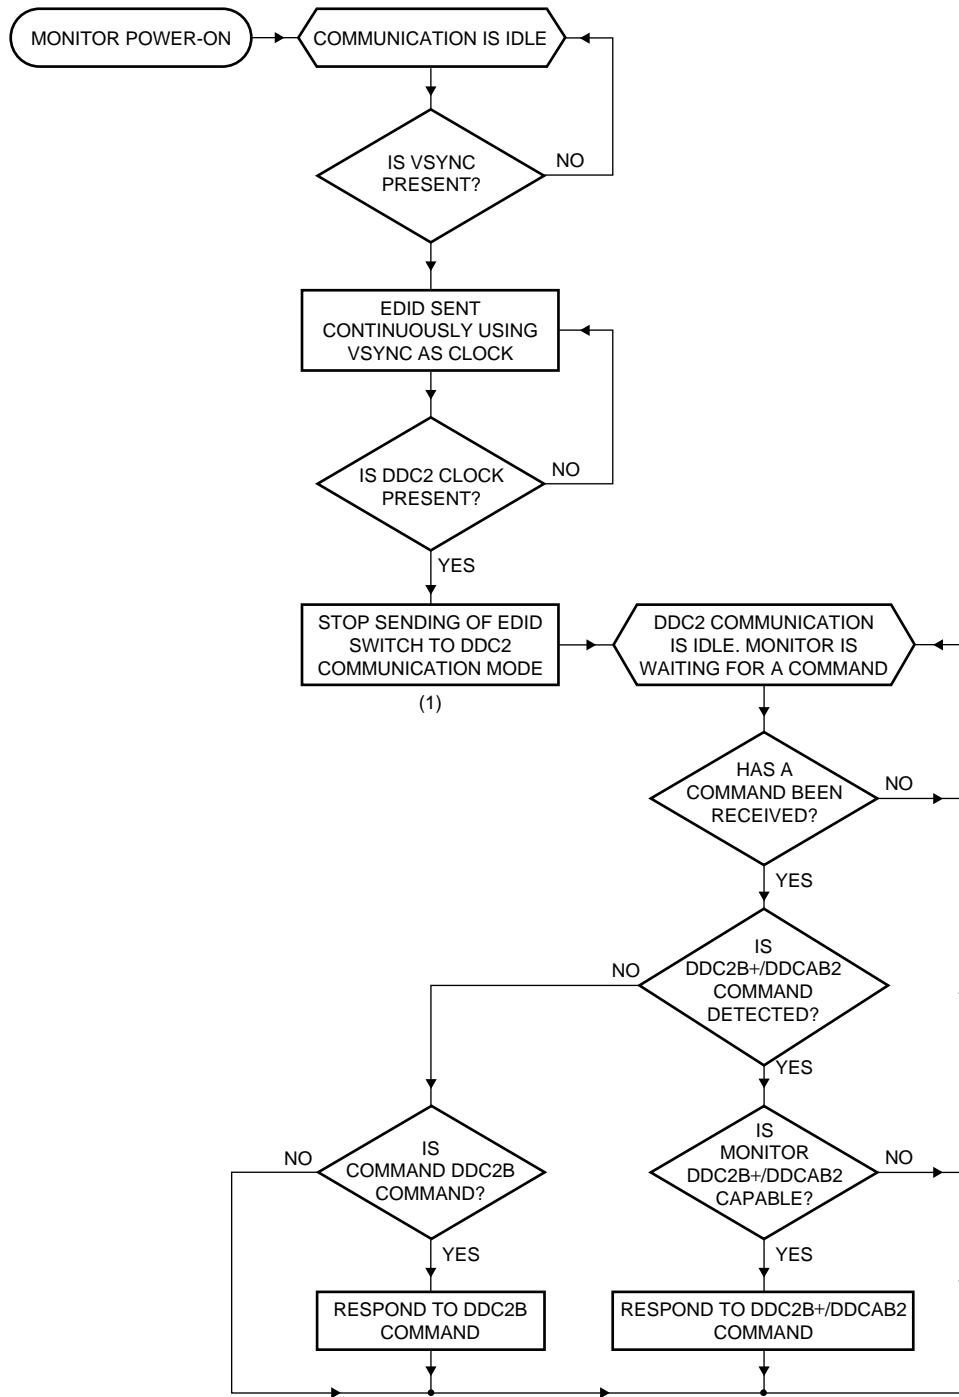 MONITOR POWER-ON
COMMUNICATION IS IDLE
IS VSYNC
PRESENT?
NO
EDID SENT
CONTINUOUSLY USING
VSYNC AS CLOCK
IS DDC2 CLOCK
PRESENT?
NO
YES
STOP SENDING OF EDID
SWITCH TO DDC2
COMMUNICATION MODE
(1)
DDC2 COMMUNICATION
IS IDLE. MONITOR IS
WAITING FOR A COMMAND
HAS A
COMMAND BEEN
RECEIVED?
NO
YES
IS
DDC2B+/DDCAB2
COMMAND
DETECTED?
NO
YES
IS
COMMAND DDC2B
COMMAND?
NO
YES
IS
MONITOR
DDC2B+/DDCAB2
CAPABLE?
NO
YES
RESPOND TO DDC2B
COMMAND
RESPOND TO DDC2B+/DDCAB2
COMMAND